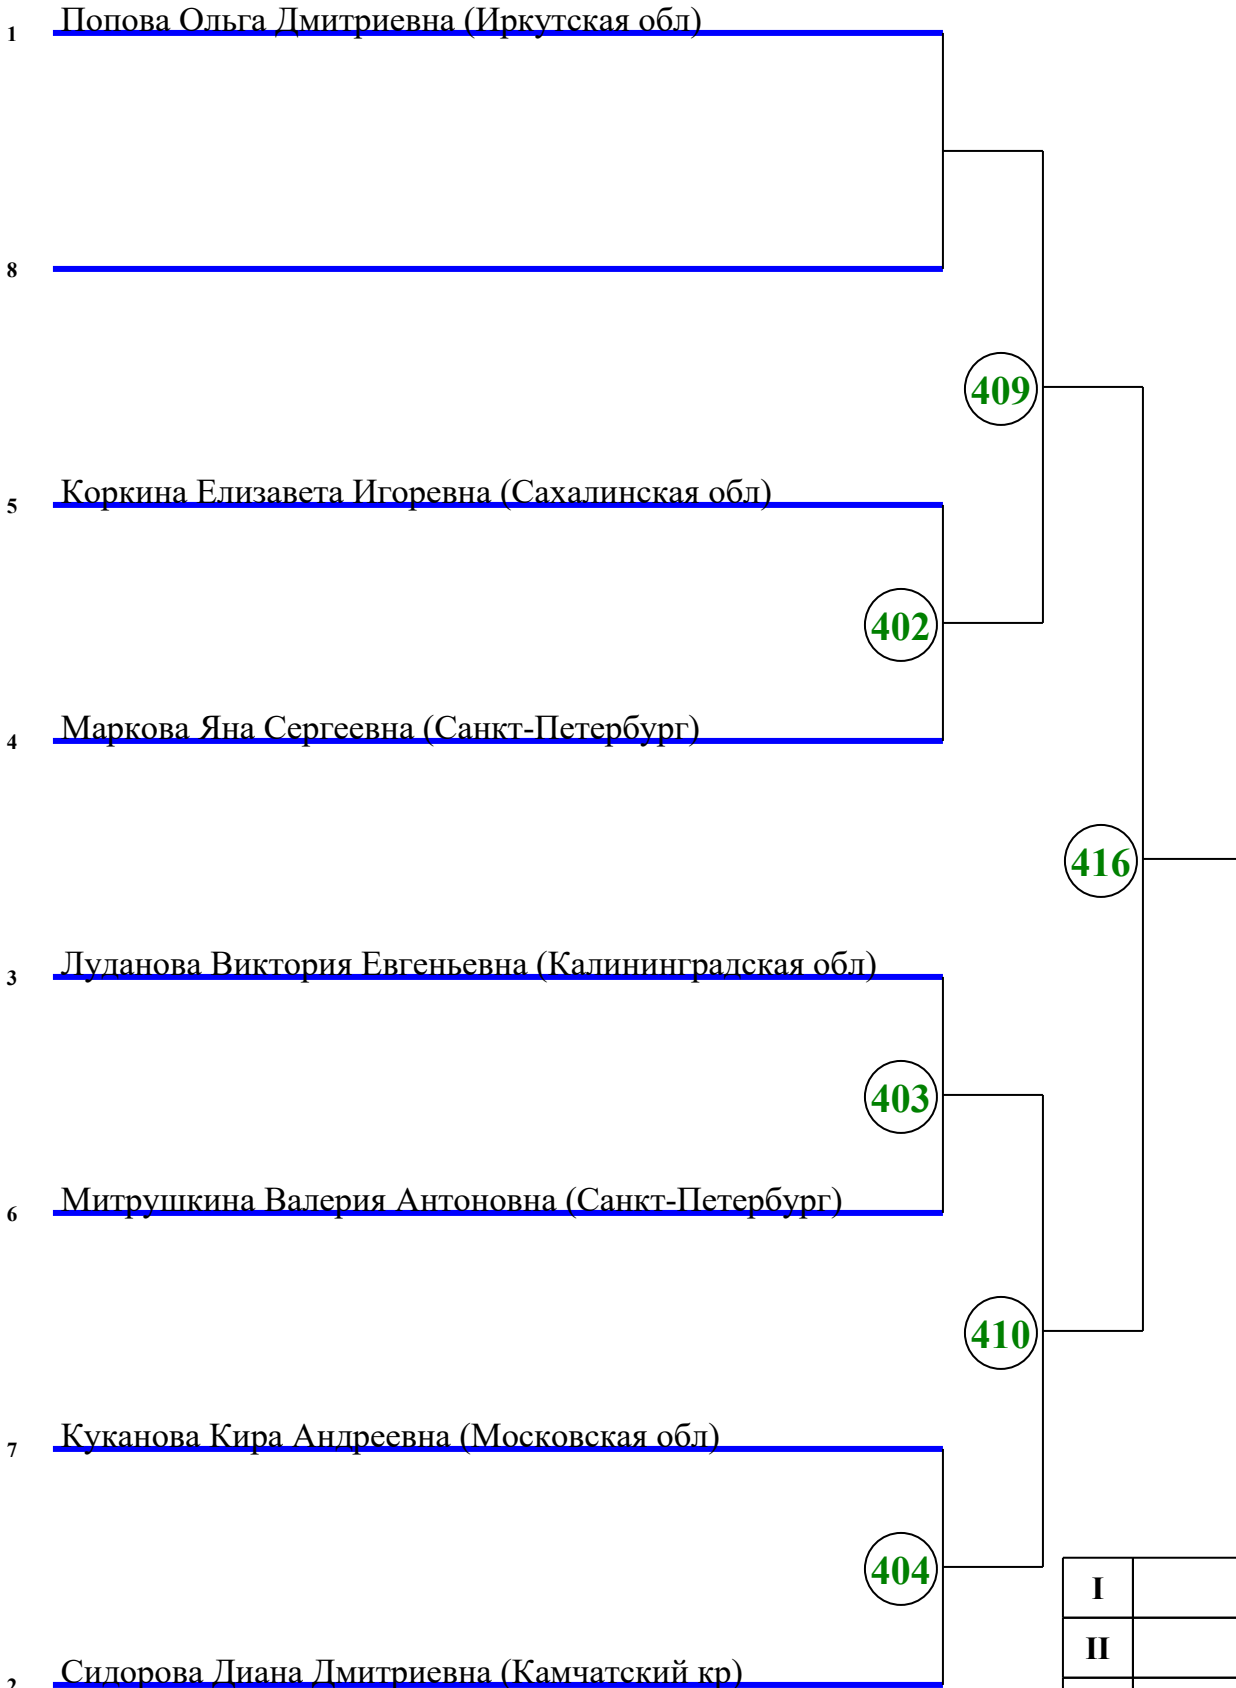 1 Попова Ольга Дмитриевна (Иркутская обл)
8
409
5 Коркина Елизавета Игоревна (Сахалинская обл)
402
4 Маркова Яна Сергеевна (Санкт-Петербург)
416
3 Луданова Виктория Евгеньевна (Калининградская обл)
403
6 Митрушкина Валерия Антоновна (Санкт-Петербург)
410
7 Куканова Кира Андреевна (Московская обл)
404
I
II
2 Сидорова Диана Дмитриевна (Камчатский кр)